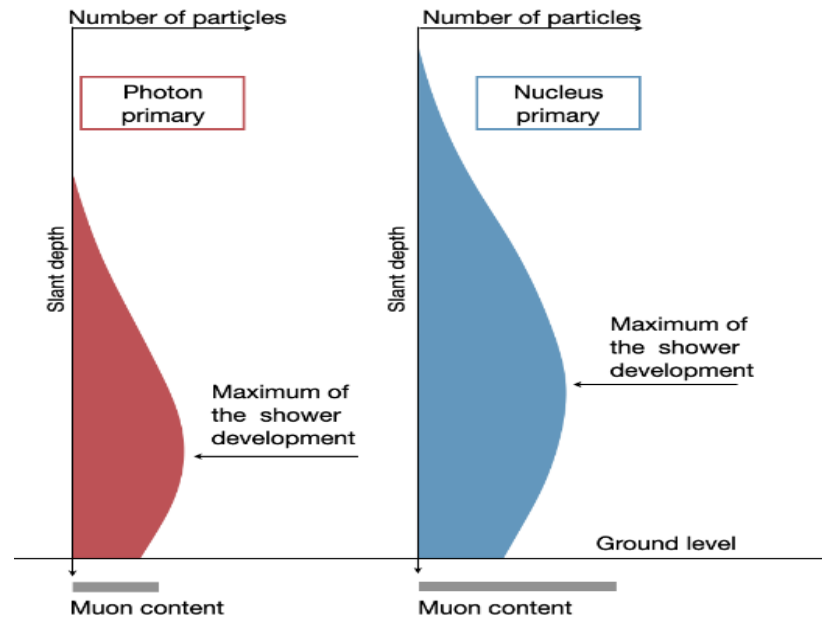 Number of particles
Photon
primary
Slant depth
Maximum of
the shower
development
Muon content
Number of particles
Nucleus
primary
Slant depth
Maximum of
the shower
development
Ground level
Muon content